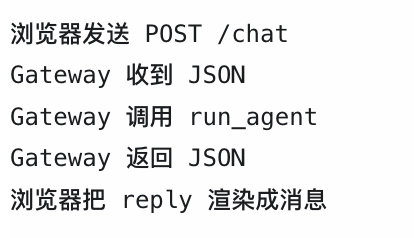 浏览器发送 POST /chat
Gateway 收到 JSON
Gateway 调用 run_agent
Gateway 返回 JSON
浏览器把 reply 渲染成消息